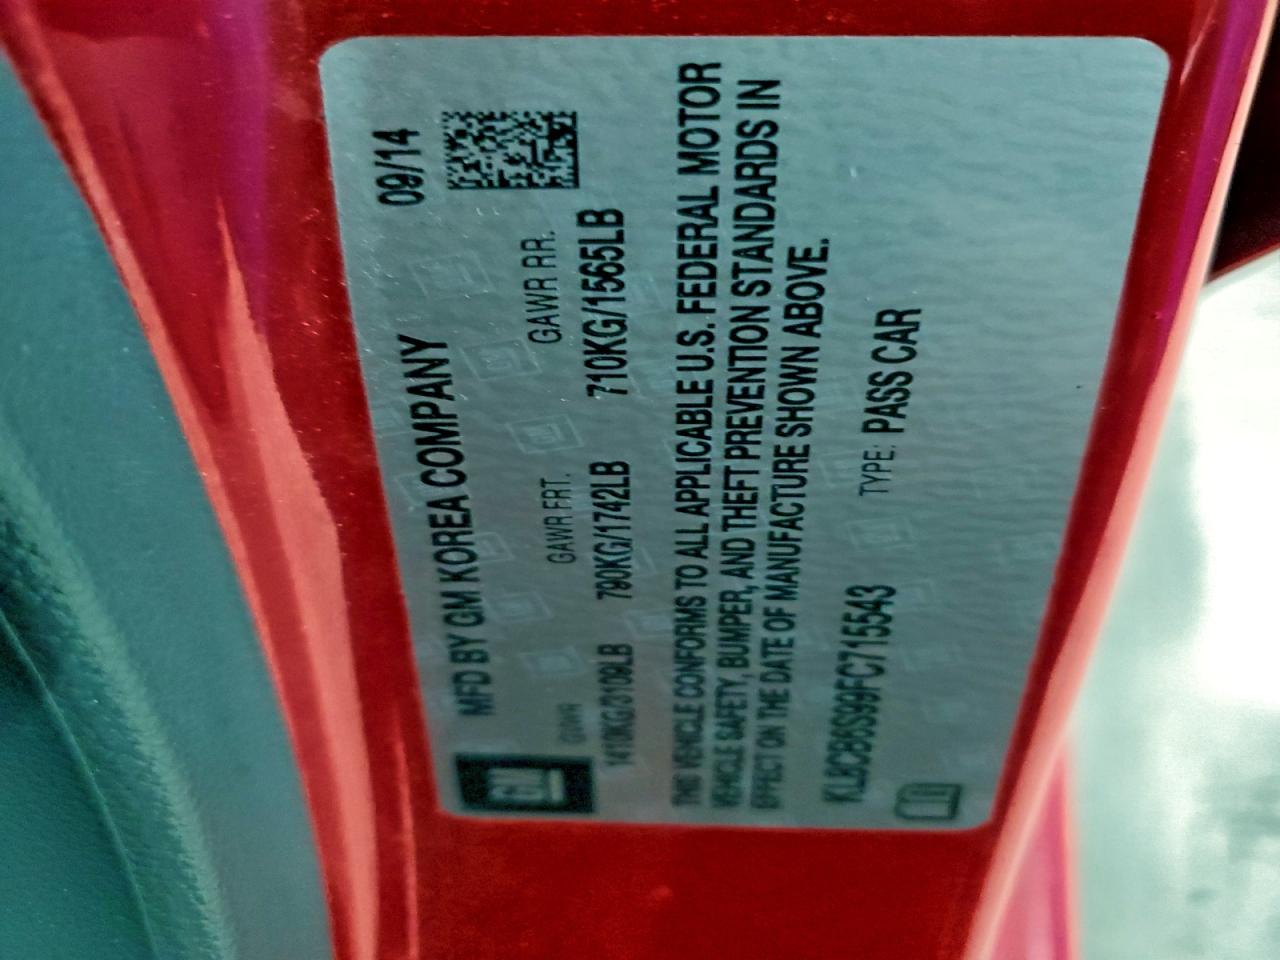 GM
MFD BY GM KOREA COMPANY 09/14
GVWR GAWR FRT. GAWR RR.
1410KG/3109LB 790KG/1742LB 710KG/1565LB
THIS VEHICLE CONFORMS TO ALL APPLICABLE U.S. FEDERAL MOTOR
VEHICLE SAFETY, BUMPER, AND THEFT PREVENTION STANDARDS IN
EFFECT ON THE DATE OF MANUFACTURE SHOWN ABOVE.
KL8CB6S99FC715543 TYPE: PASS CAR